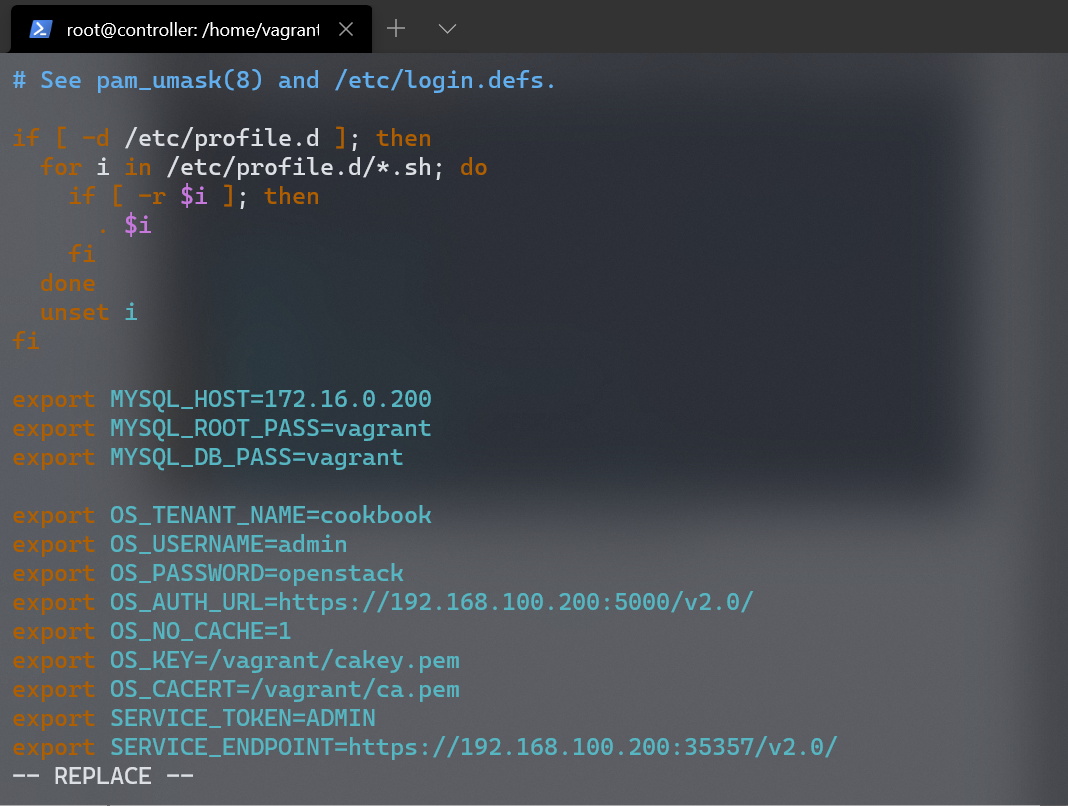 root@controller: /home/vagrant
# See pam_umask(8) and /etc/login.defs.
if [ -d /etc/profile.d ]; then
  for i in /etc/profile.d/*.sh; do
    if [ -r $i ]; then
      . $i
    fi
  done
  unset i
fi
export MYSQL_HOST=172.16.0.200
export MYSQL_ROOT_PASS=vagrant
export MYSQL_DB_PASS=vagrant
export OS_TENANT_NAME=cookbook
export OS_USERNAME=admin
export OS_PASSWORD=openstack
export OS_AUTH_URL=https://192.168.100.200:5000/v2.0/
export OS_NO_CACHE=1
export OS_KEY=/vagrant/cakey.pem
export OS_CACERT=/vagrant/ca.pem
export SERVICE_TOKEN=ADMIN
export SERVICE_ENDPOINT=https://192.168.100.200:35357/v2.0/
-- REPLACE --